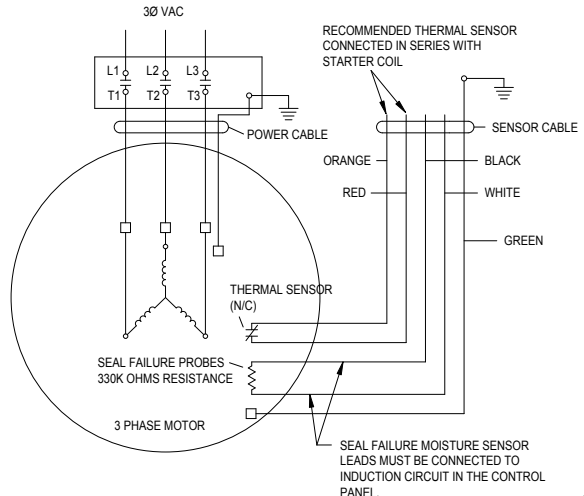 3Ø VAC
L1 L2 L3
T1 T2 T3
POWER CABLE
RECOMMENDED THERMAL SENSOR
CONNECTED IN SERIES WITH
STARTER COIL
SENSOR CABLE
ORANGE
BLACK
RED
WHITE
GREEN
THERMAL SENSOR
(N/C)
SEAL FAILURE PROBES
330K OHMS RESISTANCE
3 PHASE MOTOR
SEAL FAILURE MOISTURE SENSOR
LEADS MUST BE CONNECTED TO
INDUCTION CIRCUIT IN THE CONTROL
PANEL.